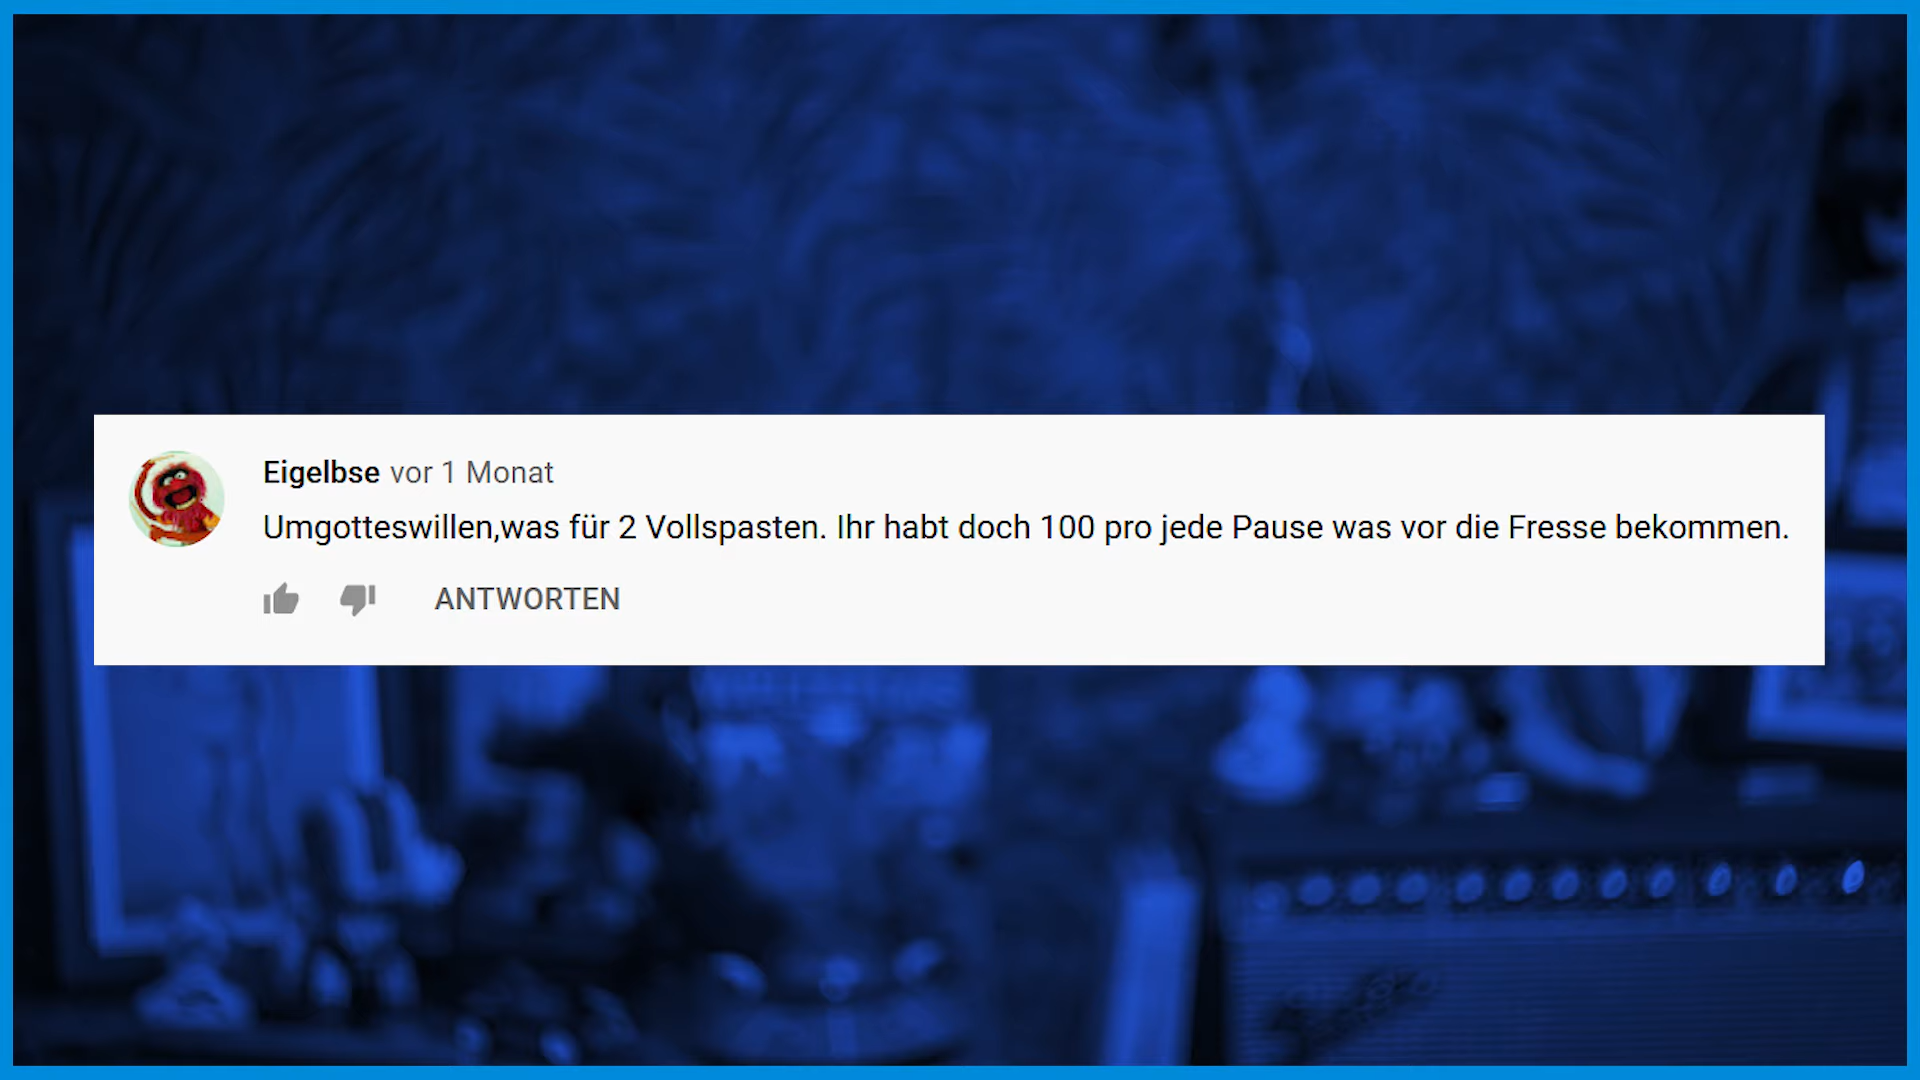 Eigelbse vor 1 Monat
Umgotteswillen,was für 2 Vollspasten. Ihr habt doch 100 pro jede Pause was vor die Fresse bekommen.
ANTWORTEN